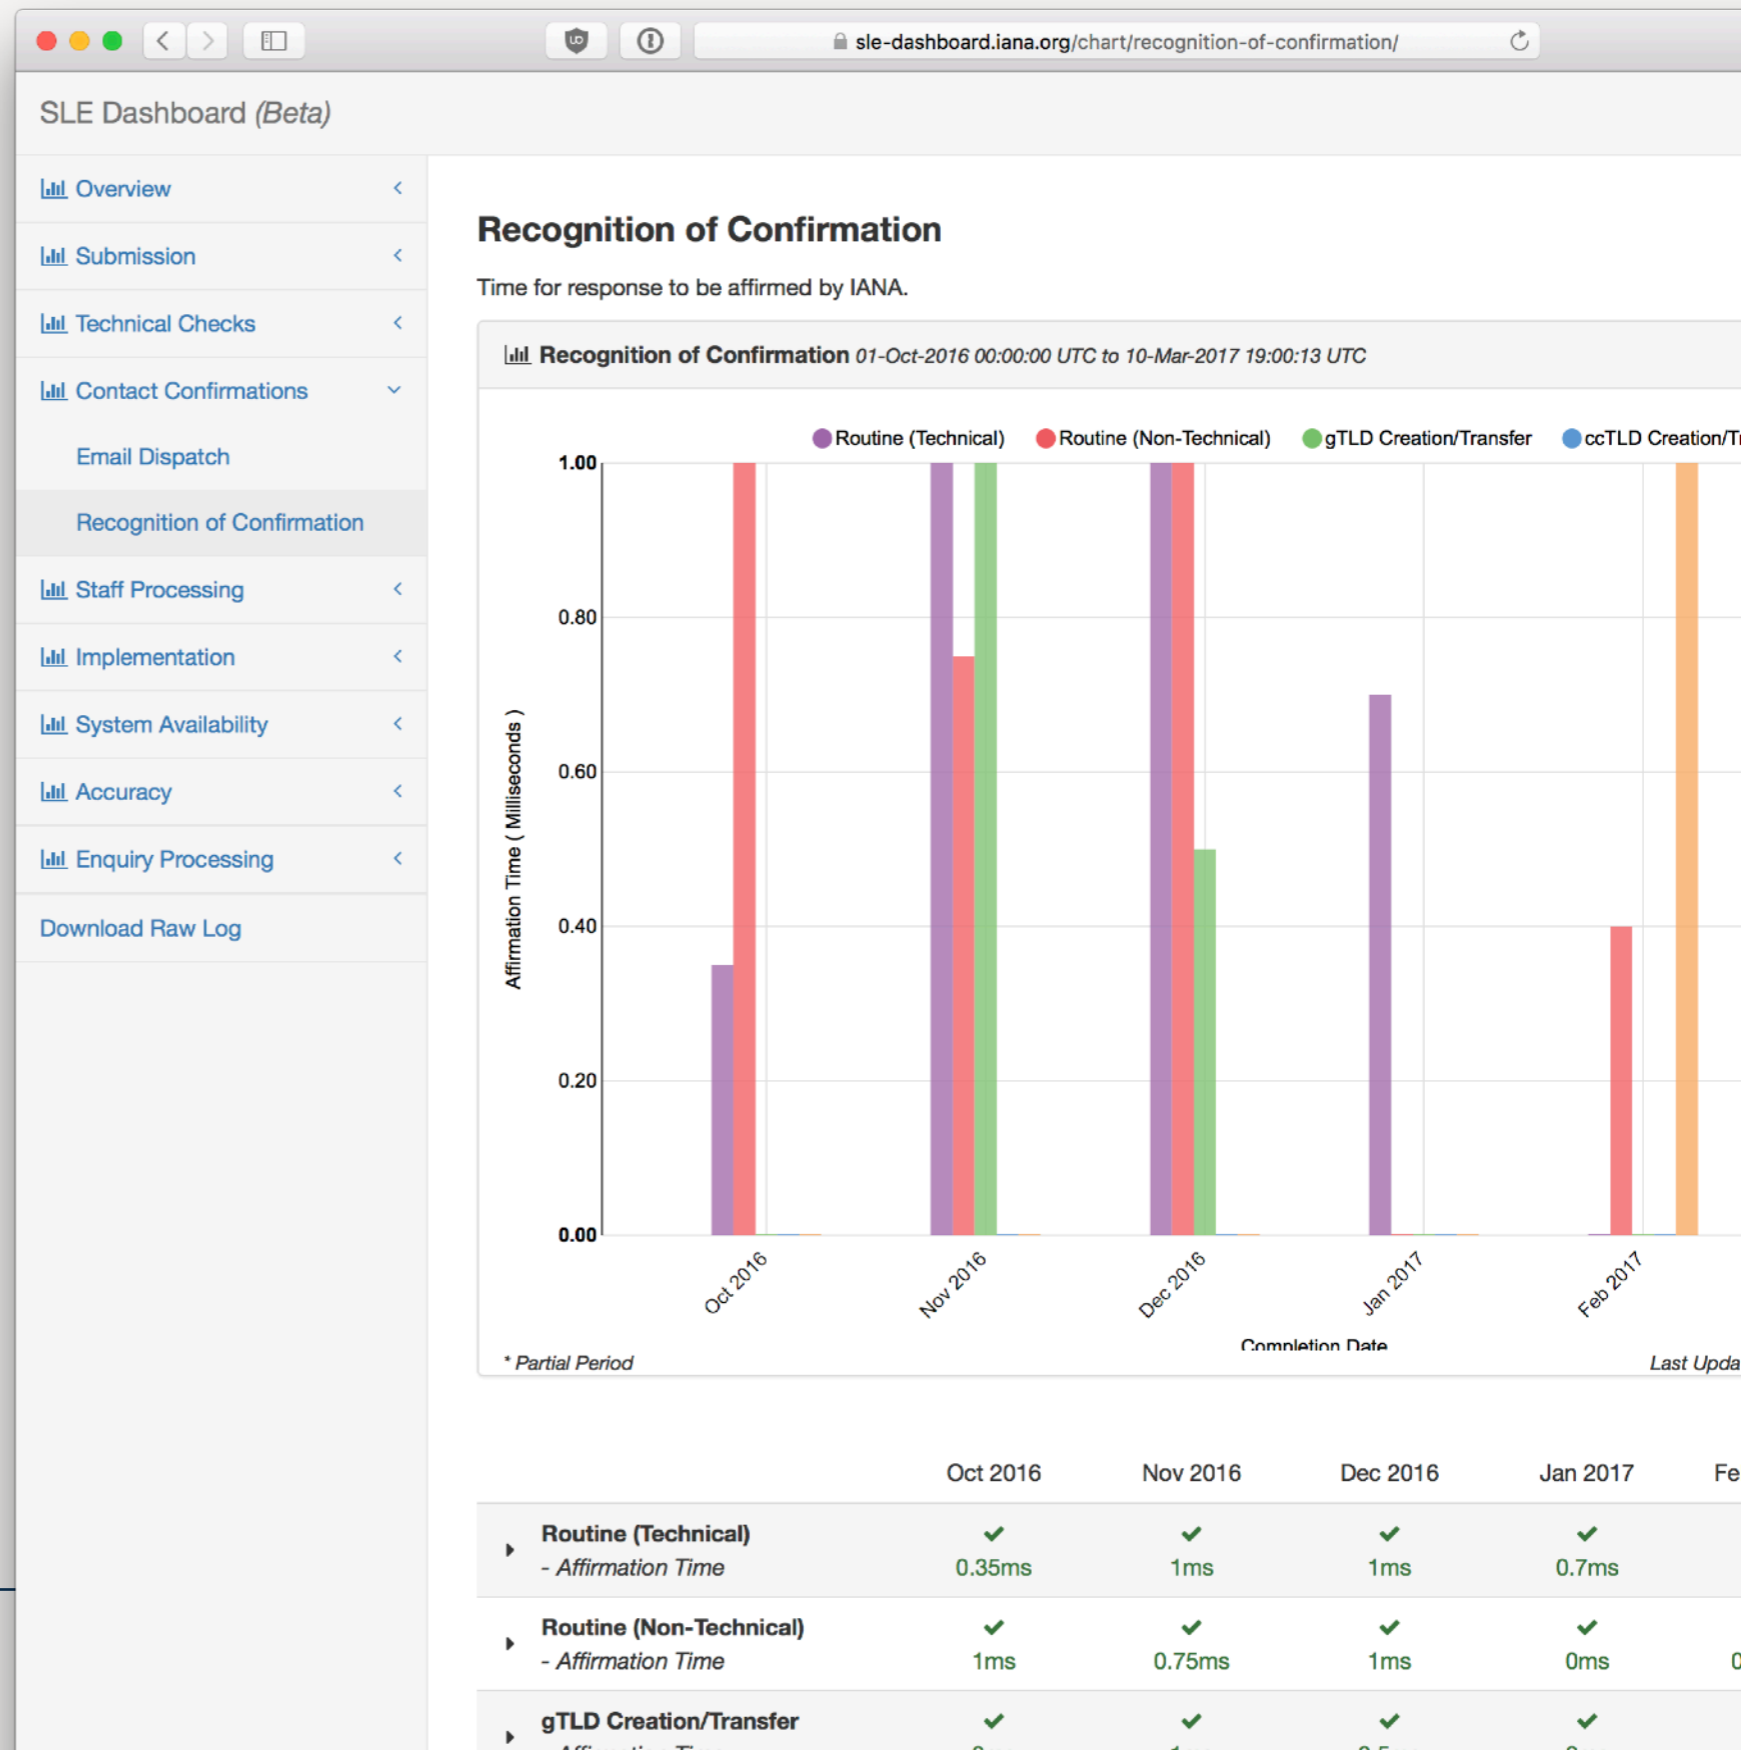 sle-dashboard.iana.org/chart/recognition-of-confirmation/
SLE Dashboard (Beta)
Overview
Submission
Technical Checks
Contact Confirmations
Email Dispatch
Recognition of Confirmation
Staff Processing
Implementation
System Availability
Accuracy
Enquiry Processing
Download Raw Log
Recognition of Confirmation
Time for response to be affirmed by IANA.
Recognition of Confirmation 01-Oct-2016 00:00:00 UTC to 10-Mar-2017 19:00:13 UTC
Routine (Technical) Routine (Non-Technical) gTLD Creation/Transfer ccTLD Creation/
1.00
0.80
0.60
0.40
0.20
0.00
Affirmation Time ( Milliseconds )
Oct 2016 Nov 2016 Dec 2016 Jan 2017 Feb 2017
Completion Date
* Partial Period Last
Oct 2016 Nov 2016 Dec 2016 Jan 2017
Routine (Technical)
- Affirmation Time 0.35ms 1ms 1ms 0.7ms
Routine (Non-Technical)
- Affirmation Time 1ms 0.75ms 1ms 0ms
gTLD Creation/Transfer